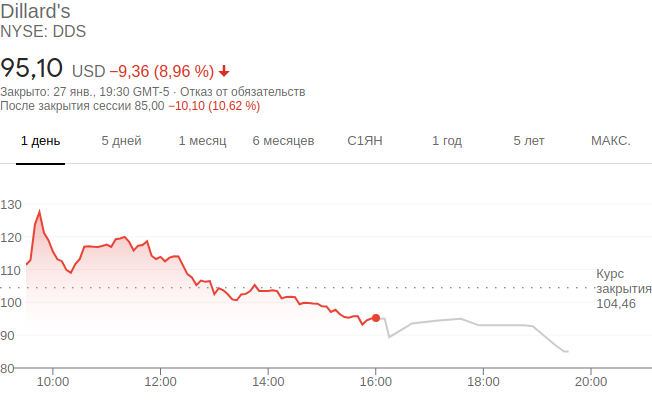 Dillard's
NYSE: DDS
95,10 USD −9,36 (8,96 %)
Закрыто: 27 янв., 19:30 GMT-5 · Отказ от обязательств
После закрытия сессии 85,00 −10,10 (10,62 %)
1 день 5 дней 1 месяц 6 месяцев С1ЯН 1 год 5 лет МАКС.
130
120
110
Курс
закрытия
104,46
100
90
80
10:00 12:00 14:00 16:00 18:00 20:00